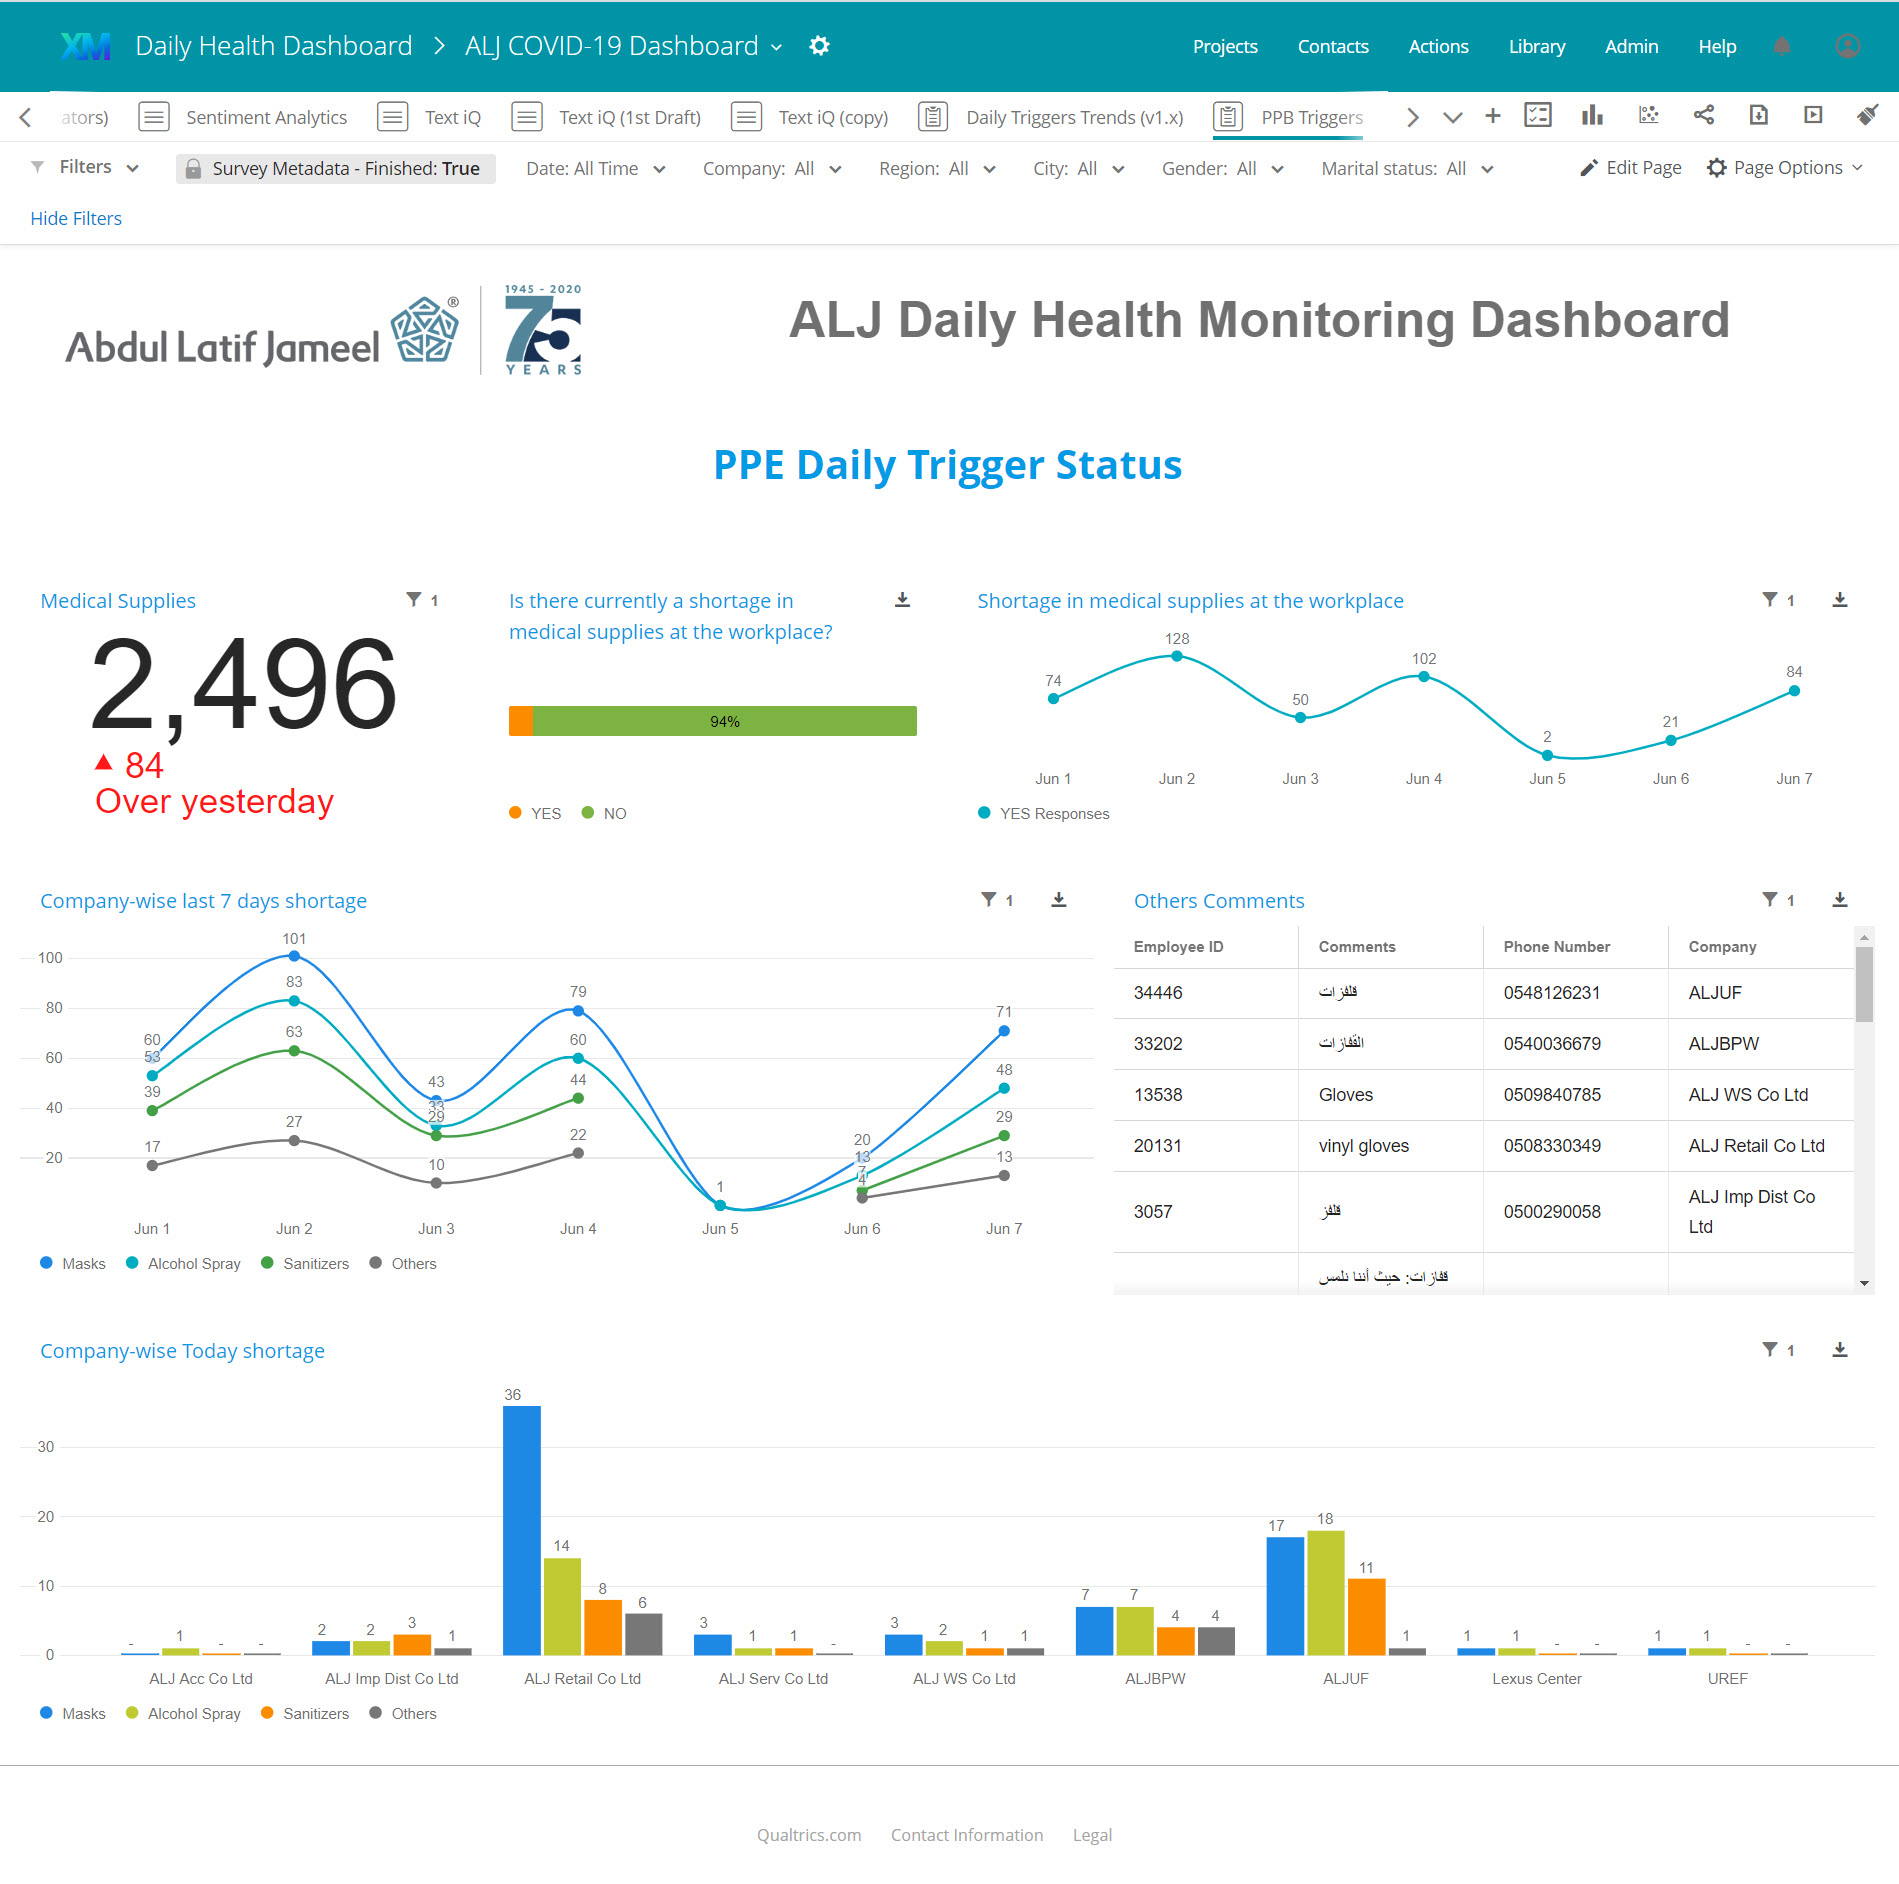 XM Daily Health Dashboard > ALJ COVID-19 Dashboard
Projects Contacts Actions Library Admin Help
ators) Sentiment Analytics Text iQ Text iQ (1st Draft) Text iQ (copy) Daily Triggers Trends (v1.x) PPB Triggers
Filters Survey Metadata - Finished: True Date: All Time Company: All Region: All City: All Gender: All Marital status: All Edit Page Page Options
Hide Filters
Abdul Latif Jameel ®
1945 - 2020
75
YEARS
ALJ Daily Health Monitoring Dashboard
PPE Daily Trigger Status
Medical Supplies 1
2,496
84
Over yesterday
Is there currently a shortage in
medical supplies at the workplace?
94%
YES NO
Shortage in medical supplies at the workplace 1
74 128 50 102 2 21 84
Jun 1 Jun 2 Jun 3 Jun 4 Jun 5 Jun 6 Jun 7
YES Responses
Company-wise last 7 days shortage 1
100
80
60
40
20
60 101 43 79 1 20 71
53 83 33 60 13 48
39 63 29 44 7 29
17 27 10 22 4 13
Jun 1 Jun 2 Jun 3 Jun 4 Jun 5 Jun 6 Jun 7
Masks Alcohol Spray Sanitizers Others
Others Comments 1
Employee ID Comments Phone Number Company
34446 قلفزات 0548126231 ALJUF
33202 القفازات 0540036679 ALJBPW
13538 Gloves 0509840785 ALJ WS Co Ltd
20131 vinyl gloves 0508330349 ALJ Retail Co Ltd
3057 قلفز 0500290058 ALJ Imp Dist Co
Ltd
قفازات: حيث أننا نلمس
Company-wise Today shortage 1
30
20
10
0
- 1 - -
2 2 3 1
36 14 8 6
3 1 1 -
3 2 1 1
7 7 4 4
17 18 11 1
1 1 - -
1 1 - -
ALJ Acc Co Ltd ALJ Imp Dist Co Ltd ALJ Retail Co Ltd ALJ Serv Co Ltd ALJ WS Co Ltd ALJBPW ALJUF Lexus Center UREF
Masks Alcohol Spray Sanitizers Others
Qualtrics.com Contact Information Legal